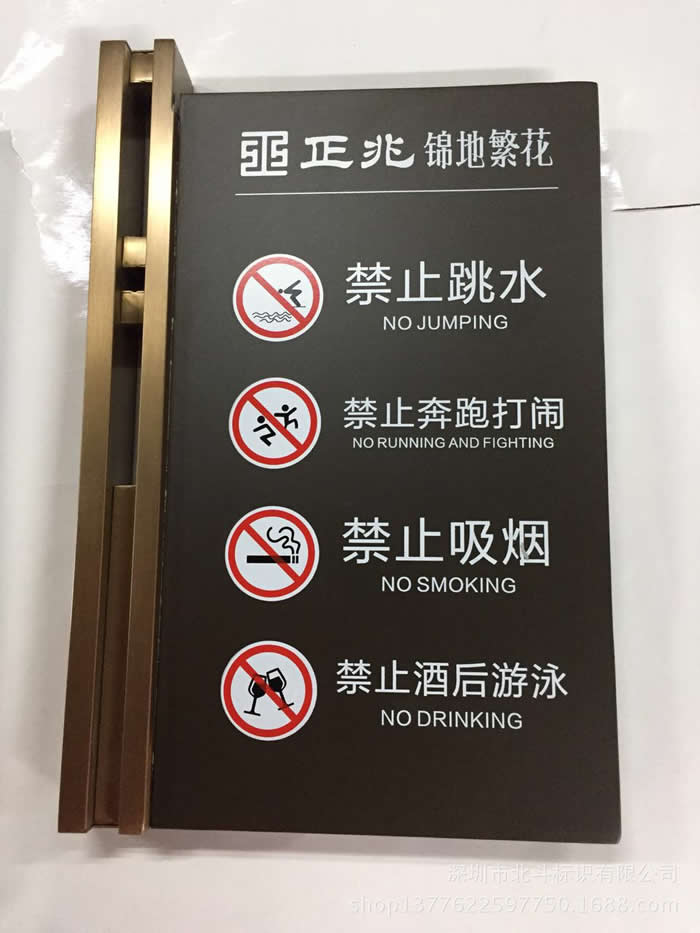 正兆 锦地繁花
禁止跳水
NO JUMPING
禁止奔跑打闹
NO RUNNING AND FIGHTING
禁止吸烟
NO SMOKING
禁止酒后游泳
NO DRINKING
深圳市北斗标识有限公司
shop1377622597750.1688.com